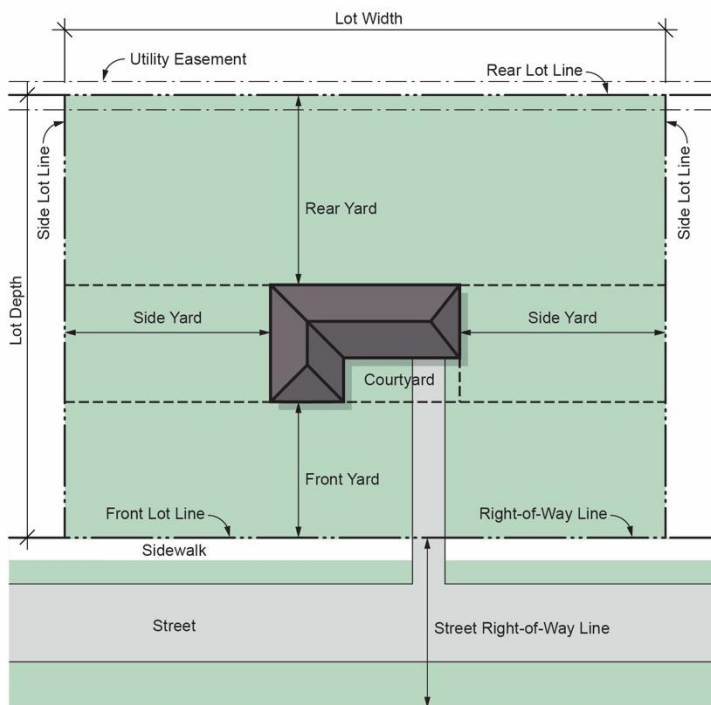 Lot Width
Utility Easement
Rear Lot Line
Side Lot Line
Side Lot Line
Rear Yard
Lot Depth
Side Yard
Side Yard
Courtyard
Front Yard
Front Lot Line
Right-of-Way Line
Sidewalk
Street
Street Right-of-Way Line